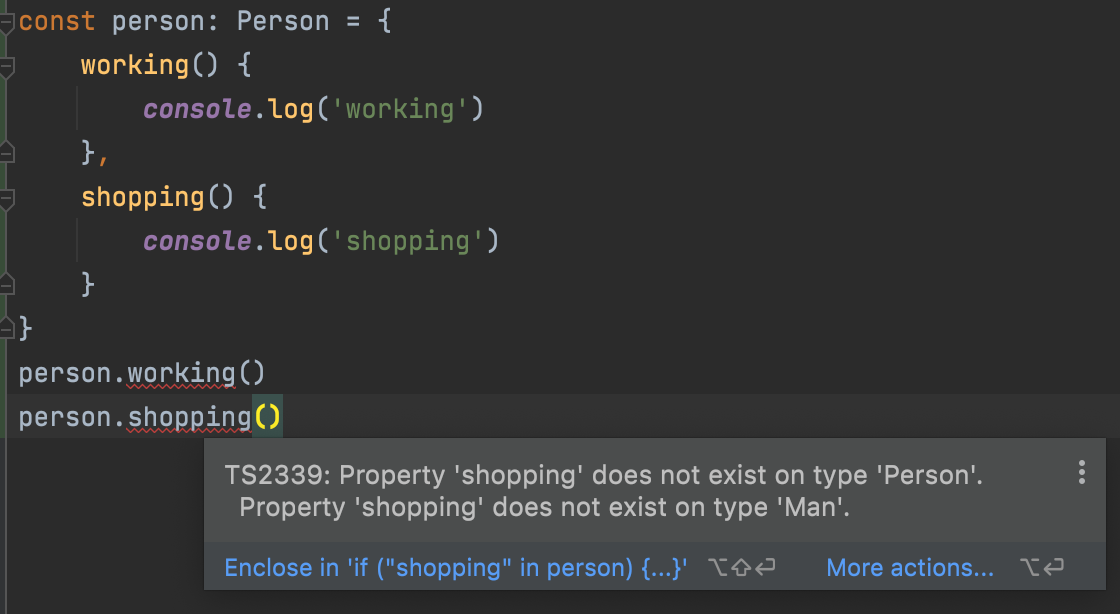 const person: Person = {
working() {
console.log('working')
},
shopping() {
console.log('shopping')
}
}
person.working()
person.shopping()
TS2339: Property 'shopping' does not exist on type 'Person'.
Property 'shopping' does not exist on type 'Man'.
Enclose in 'if ("shopping" in person) {...}' ⌥⇧⏎ More actions... ⌥⏎